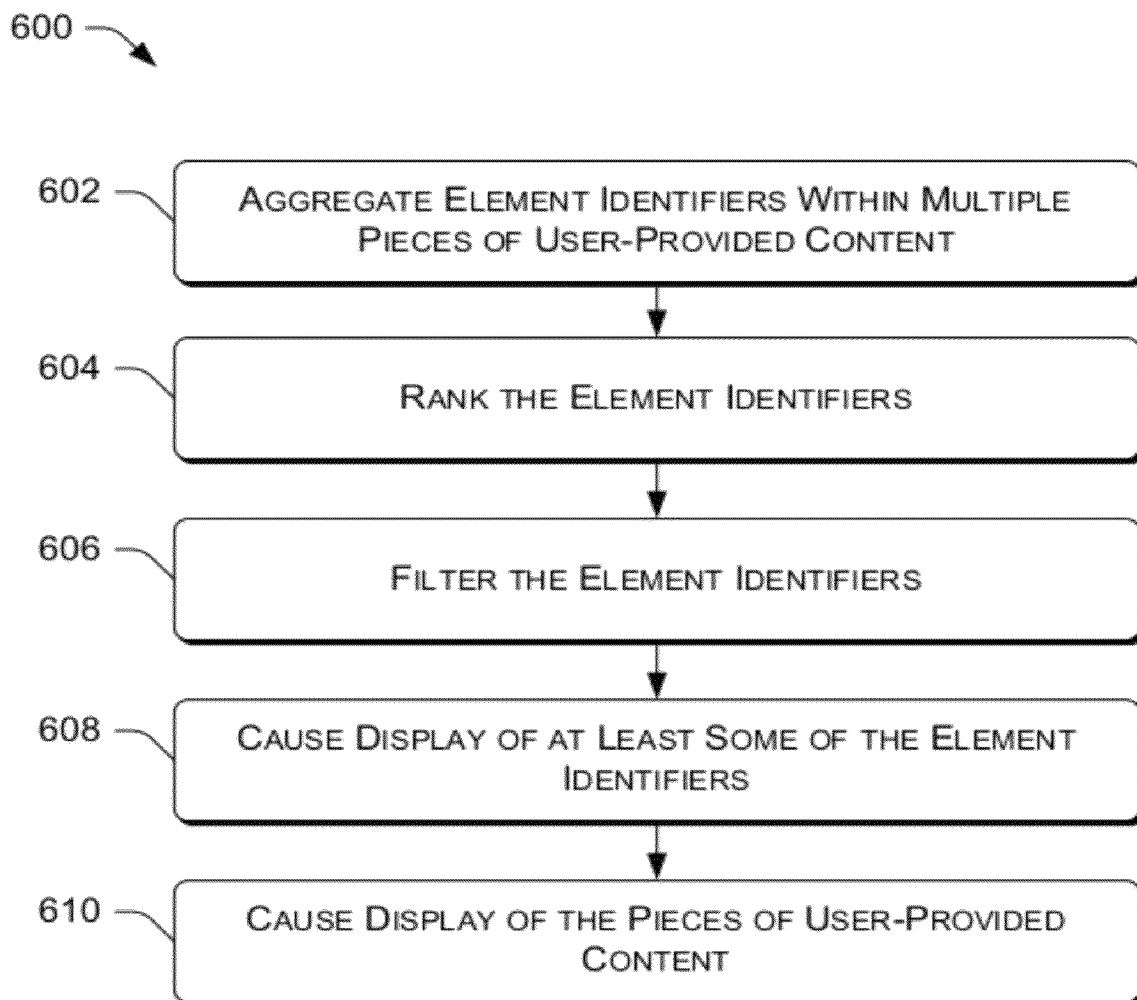 600
602
AGGREGATE ELEMENT IDENTIFIERS WITHIN MULTIPLE
PIECES OF USER-PROVIDED CONTENT
604
RANK THE ELEMENT IDENTIFIERS
606
FILTER THE ELEMENT IDENTIFIERS
608
CAUSE DISPLAY OF AT LEAST SOME OF THE ELEMENT
IDENTIFIERS
610
CAUSE DISPLAY OF THE PIECES OF USER-PROVIDED
CONTENT